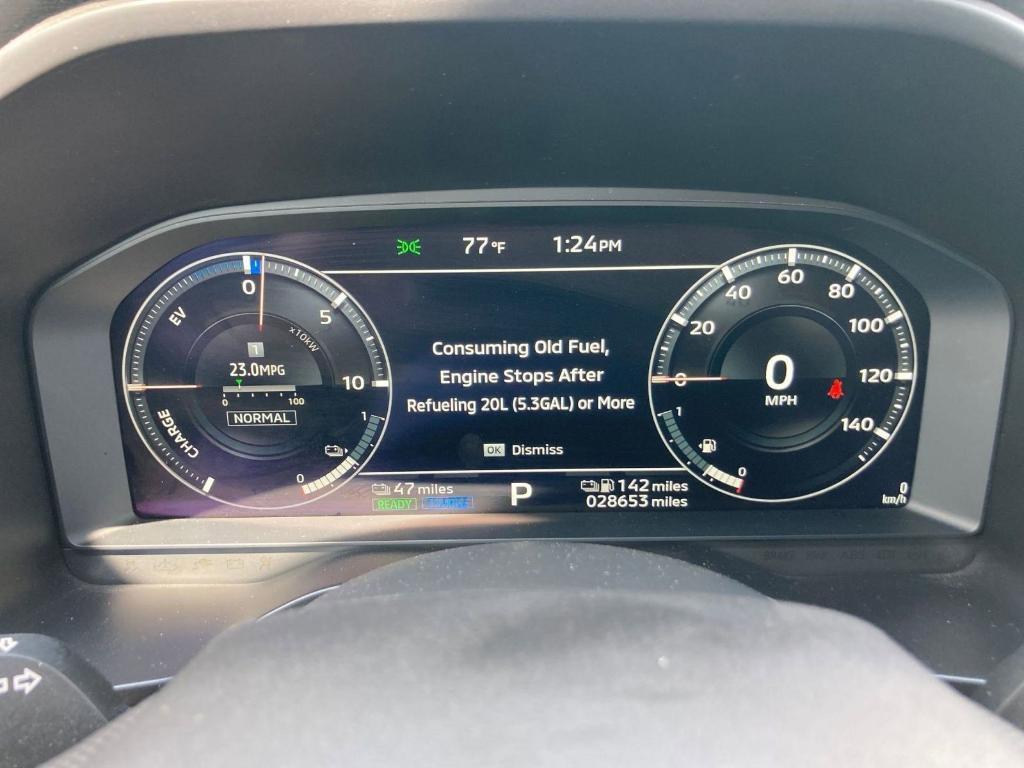 77°F 1:24PM
0
EV
5
x10kW
1
23.0MPG
10
0 100
NORMAL
CHARGE
1
0
Consuming Old Fuel,
Engine Stops After
Refueling 20L (5.3GAL) or More
OK Dismiss
0
20
40
60
80
100
120
140
0
MPH
1
0
0
km/h
47 miles
READY
P
142 miles
028653 miles